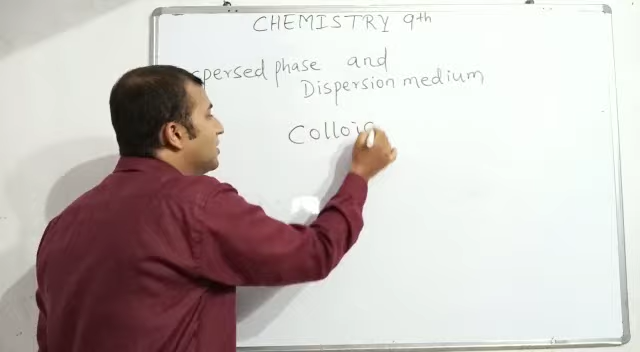 CHEMISTRY 9th
spersed phase and
Dispersion medium
Colloi